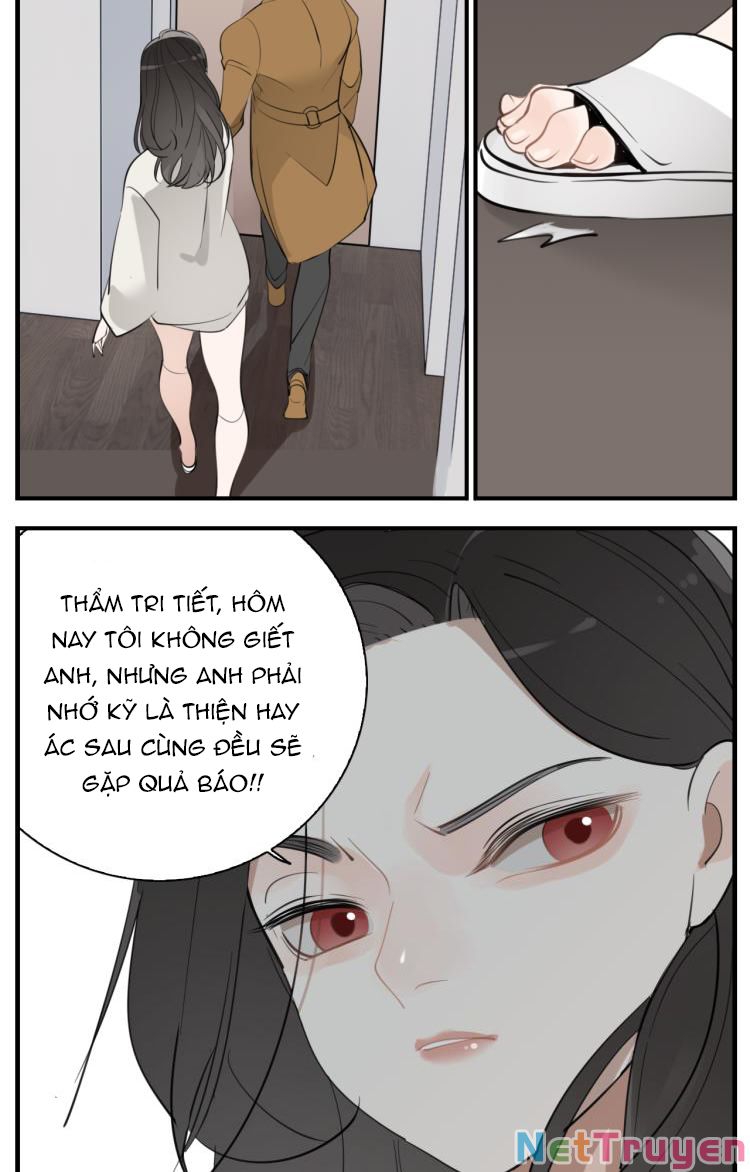 THẨM TRI TIẾT, HÔM
NAY TÔI KHÔNG GIẾT
ANH, NHƯNG ANH PHẢI
NHỚ KỸ LÀ THIỆN HAY
ÁC SAU CÙNG ĐỀU SẼ
GẶP QUẢ BÁO!!
NETTRUYEN